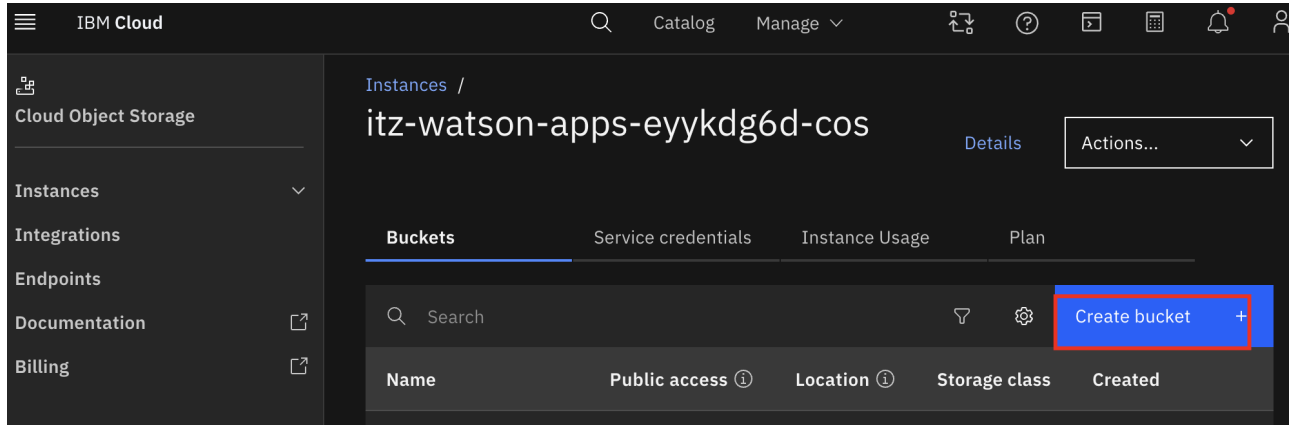 IBM Cloud
Catalog
Manage
Cloud Object Storage
Instances
Integrations
Endpoints
Documentation
Billing
Instances /
itz-watson-apps-eyykdg6d-cos
Details
Actions...
Buckets
Service credentials
Instance Usage
Plan
Search
Create bucket +
Name
Public access
Location
Storage class
Created